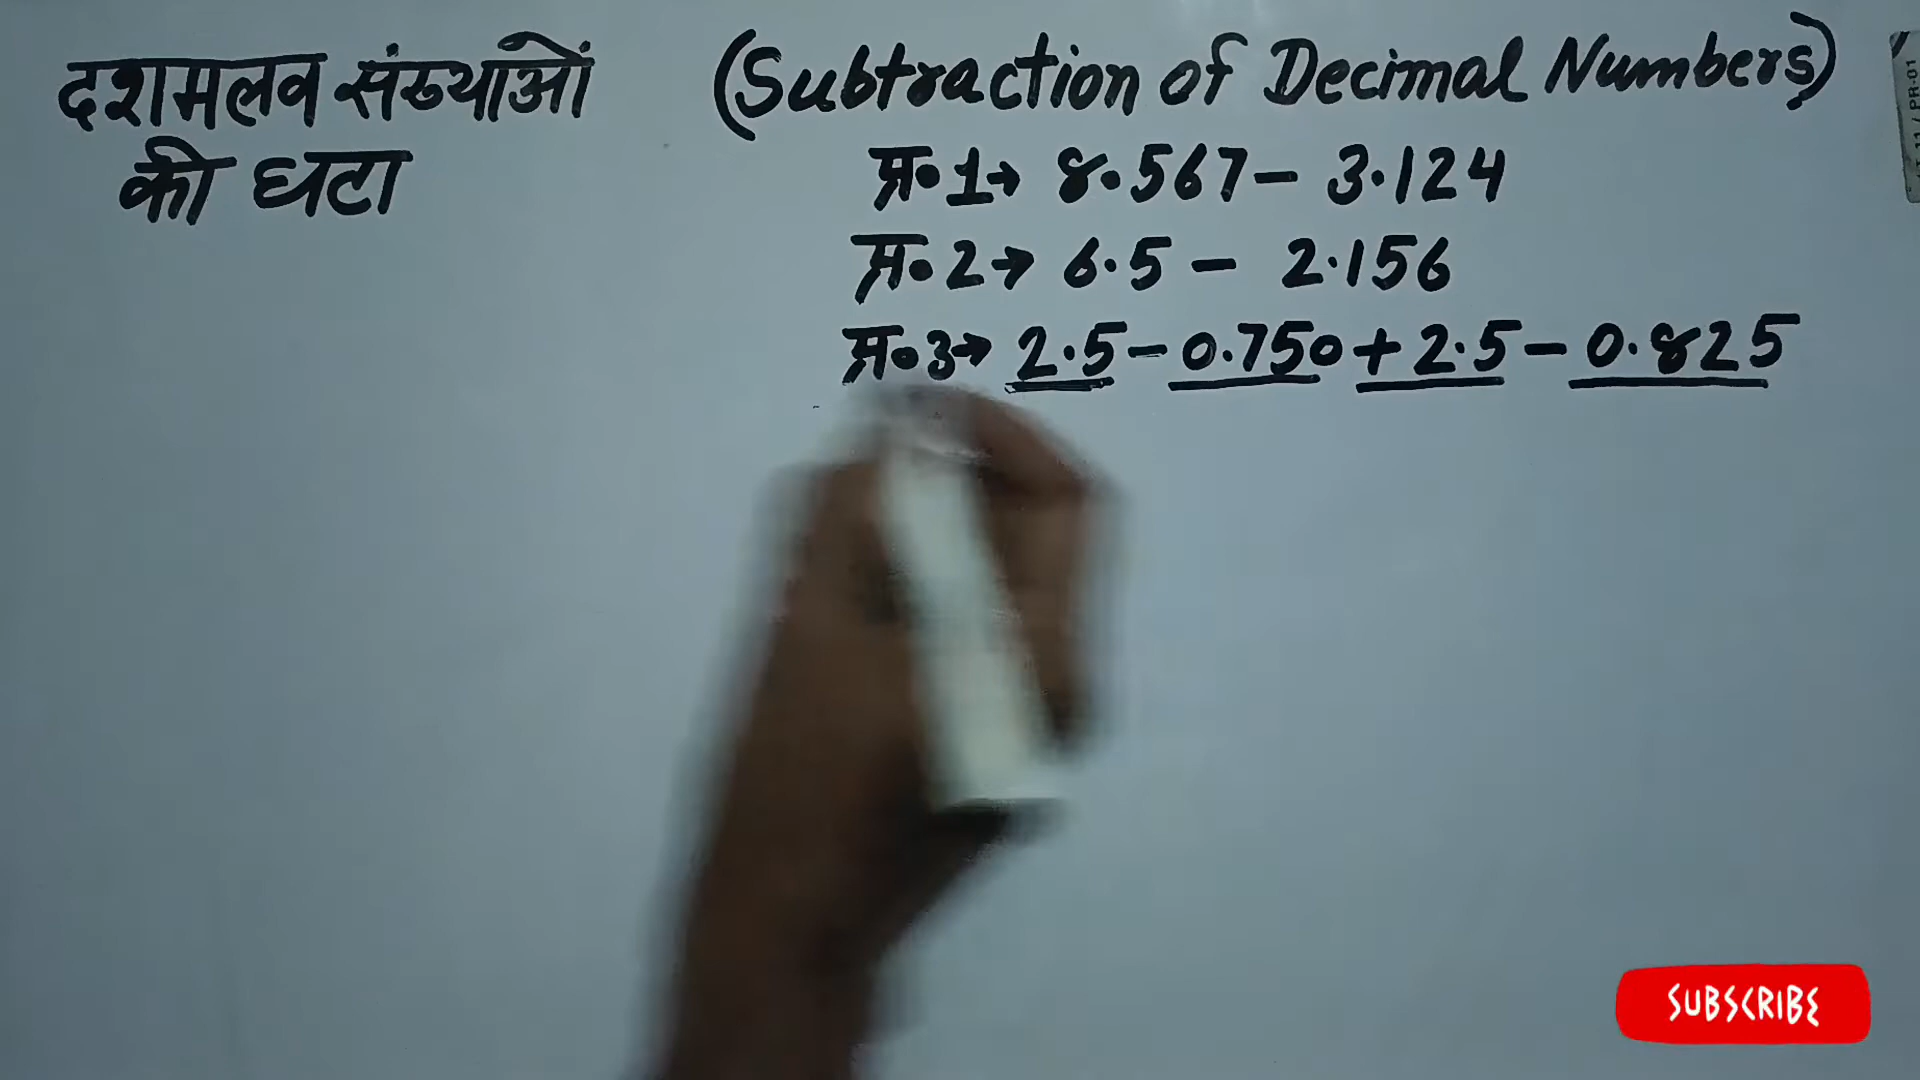 दशमलव संख्याओं
की घटा
(Subtraction of Decimal Numbers)
प्र.1→ 8.567 - 3.124
प्र.2→ 6.5 - 2.156
प्र.3→ 2.5 - 0.750 + 2.5 - 0.825
SUBSCRIBE